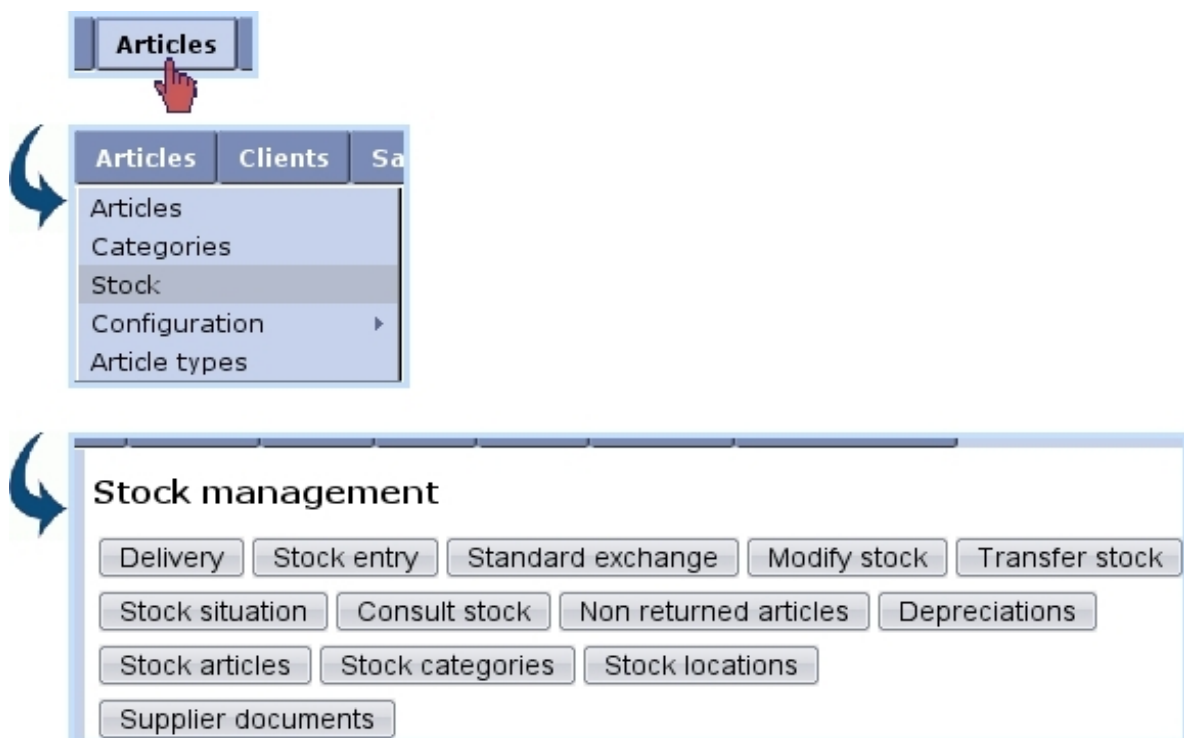 Articles
Articles Clients Sa
Articles
Categories
Stock
Configuration
Article types
Stock management
Delivery Stock entry Standard exchange Modify stock Transfer stock
Stock situation Consult stock Non returned articles Depreciations
Stock articles Stock categories Stock locations
Supplier documents